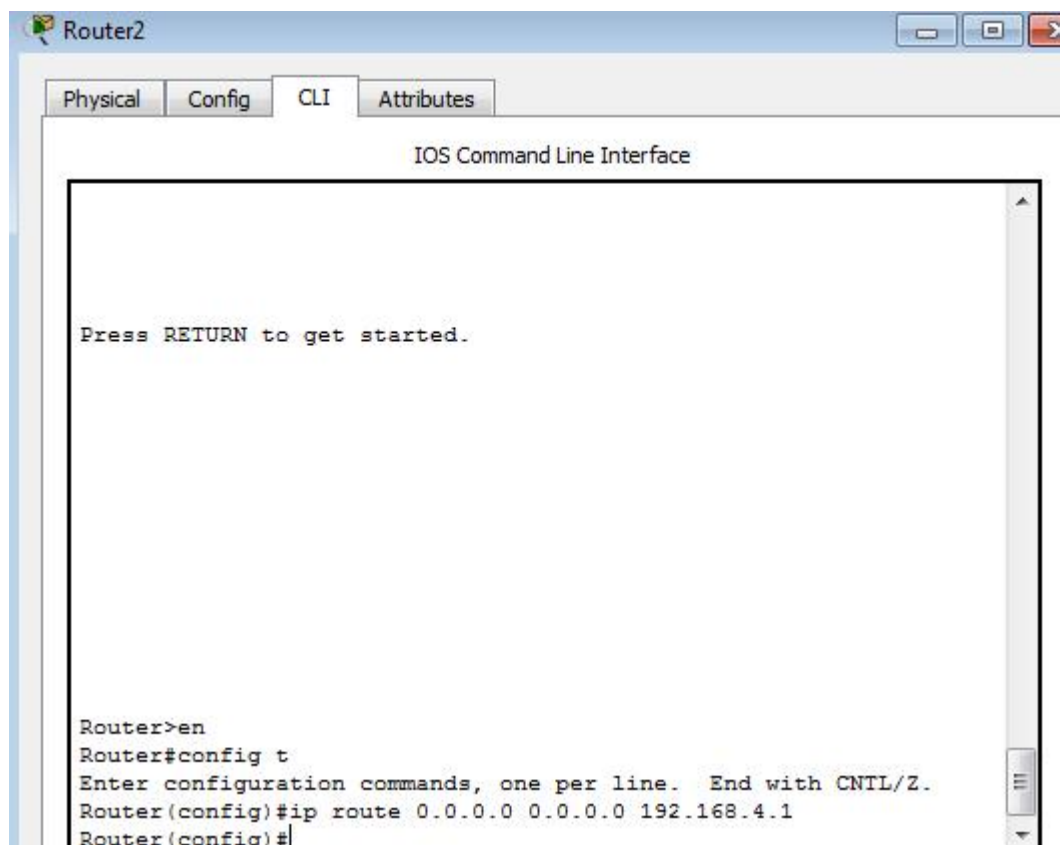 Router2
Physical Config CLI Attributes
IOS Command Line Interface
Press RETURN to get started.
Router>en
Router#config t
Enter configuration commands, one per line.  End with CNTL/Z.
Router(config)#ip route 0.0.0.0 0.0.0.0 192.168.4.1
Router(config)#